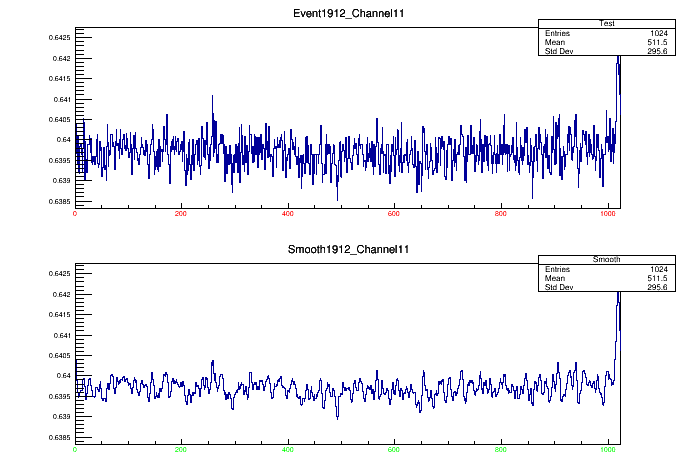 Event1912_Channel11
Test
Entries 1024
Mean 511.5
Std Dev 295.6
0.6425
0.642
0.6415
0.641
0.6405
0.64
0.6395
0.639
0.6385
0 200 400 600 800 1000
Smooth1912_Channel11
Smooth
Entries 1024
Mean 511.5
Std Dev 295.6
0.6425
0.642
0.6415
0.641
0.6405
0.64
0.6395
0.639
0.6385
0 200 400 600 800 1000